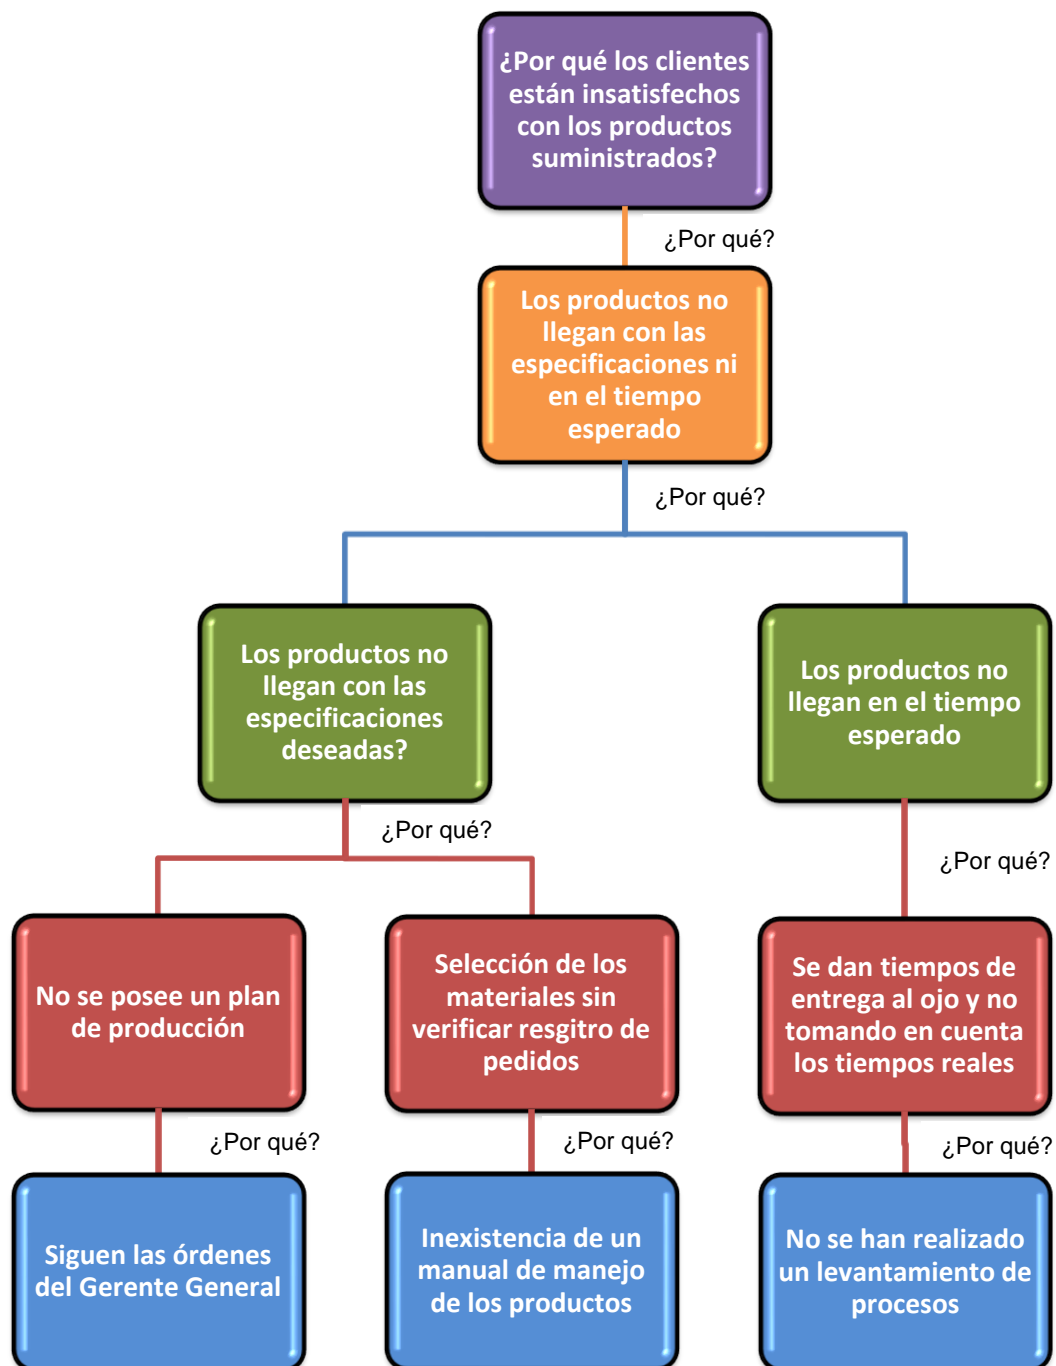 ¿Por qué los clientes
están insatisfechos
con los productos
suministrados?
¿Por qué?
Los productos no
llegan con las
especificaciones ni
en el tiempo
esperado
¿Por qué?
Los productos no
llegan con las
especificaciones
deseadas?
Los productos no
llegan en el tiempo
esperado
¿Por qué?
¿Por qué?
No se posee un plan
de producción
Selección de los
materiales sin
verificar resgitro de
pedidos
Se dan tiempos de
entrega al ojo y no
tomando en cuenta
los tiempos reales
¿Por qué?
¿Por qué?
¿Por qué?
Siguen las órdenes
del Gerente General
Inexistencia de un
manual de manejo
de los productos
No se han realizado
un levantamiento de
procesos